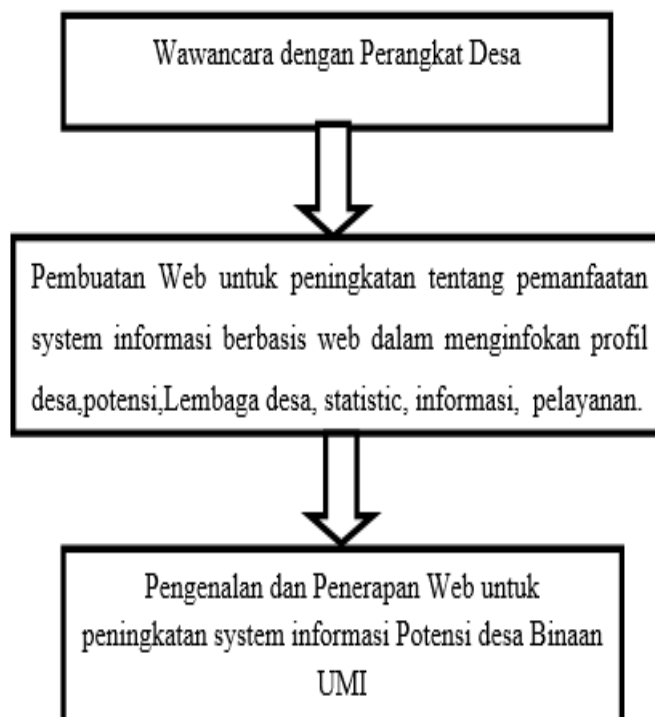 Wawancara dengan Perangkat Desa
Pembuatan Web untuk peningkatan tentang pemanfaatan
system informasi berbasis web dalam menginfokan profil
desa,potensi,Lembaga desa, statistic, informasi, pelayanan.
Pengenalan dan Penerapan Web untuk
peningkatan system informasi Potensi desa Binaan
UMI